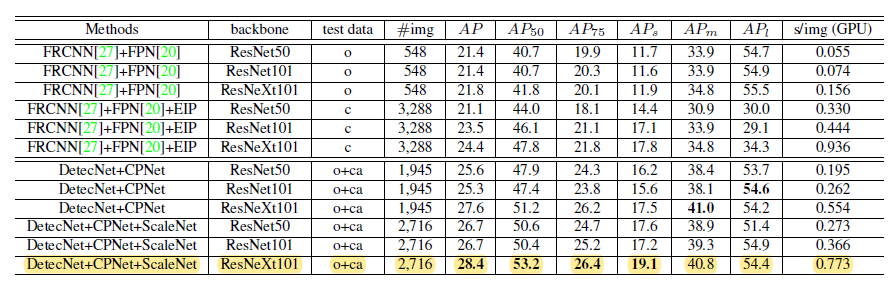 Methods backbone test data #img AP AP50 AP75 APs APm APl s/img (GPU)
FRCNN[27]+FPN[20] ResNet50 o 548 21.4 40.7 19.9 11.7 33.9 54.7 0.055
FRCNN[27]+FPN[20] ResNet101 o 548 21.4 40.7 20.3 11.6 33.9 54.9 0.074
FRCNN[27]+FPN[20] ResNeXt101 o 548 21.8 41.8 20.1 11.9 34.8 55.5 0.156
FRCNN[27]+FPN[20]+EIP ResNet50 c 3,288 21.1 44.0 18.1 14.4 30.9 30.0 0.330
FRCNN[27]+FPN[20]+EIP ResNet101 c 3,288 23.5 46.1 21.1 17.1 33.9 29.1 0.444
FRCNN[27]+FPN[20]+EIP ResNeXt101 c 3,288 24.4 47.8 21.8 17.8 34.8 34.3 0.936
DetecNet+CPNet ResNet50 o+ca 1,945 25.6 47.9 24.3 16.2 38.4 53.7 0.195
DetecNet+CPNet ResNet101 o+ca 1,945 25.3 47.4 23.8 15.6 38.1 54.6 0.262
DetecNet+CPNet ResNeXt101 o+ca 1,945 27.6 51.2 26.2 17.5 41.0 54.2 0.554
DetecNet+CPNet+ScaleNet ResNet50 o+ca 2,716 26.7 50.6 24.7 17.6 38.9 51.4 0.273
DetecNet+CPNet+ScaleNet ResNet101 o+ca 2,716 26.7 50.4 25.2 17.2 39.3 54.9 0.366
DetecNet+CPNet+ScaleNet ResNeXt101 o+ca 2,716 28.4 53.2 26.4 19.1 40.8 54.4 0.773